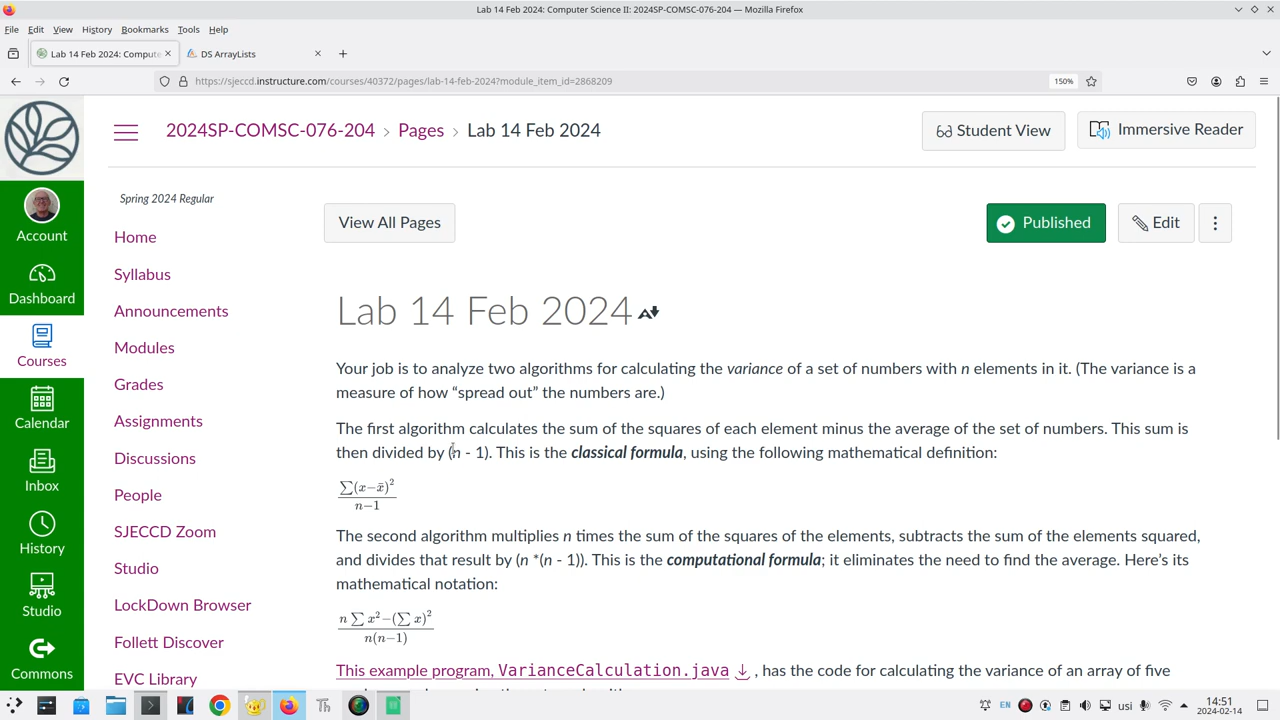 Lab 14 Feb 2024: Computer Science II: 2024SP-COMSC-076-204 — Mozilla Firefox
File Edit View History Bookmarks Tools Help
Lab 14 Feb 2024: Compute
DS ArrayLists
https://sjeccd.instructure.com/courses/40372/pages/lab-14-feb-2024?module_item_id=2868209
150%
2024SP-COMSC-076-204 > Pages > Lab 14 Feb 2024
Student View
Immersive Reader
Account
Dashboard
Courses
Calendar
Inbox
History
Studio
Commons
Spring 2024 Regular
Home
Syllabus
Announcements
Modules
Grades
Assignments
Discussions
People
SJECCD Zoom
Studio
LockDown Browser
Follett Discover
EVC Library
View All Pages
Published
Edit
Lab 14 Feb 2024
Your job is to analyze two algorithms for calculating the variance of a set of numbers with n elements in it. (The variance is a
measure of how “spread out” the numbers are.)
The first algorithm calculates the sum of the squares of each element minus the average of the set of numbers. This sum is
then divided by (n - 1). This is the classical formula, using the following mathematical definition:
∑(x−x̄)²
n−1
The second algorithm multiplies n times the sum of the squares of the elements, subtracts the sum of the elements squared,
and divides that result by (n *(n - 1)). This is the computational formula; it eliminates the need to find the average. Here’s its
mathematical notation:
n ∑ x²−(∑ x)²
n(n−1)
This example program, VarianceCalculation.java , has the code for calculating the variance of an array of five
Th
EN
usi
14:51
2024-02-14